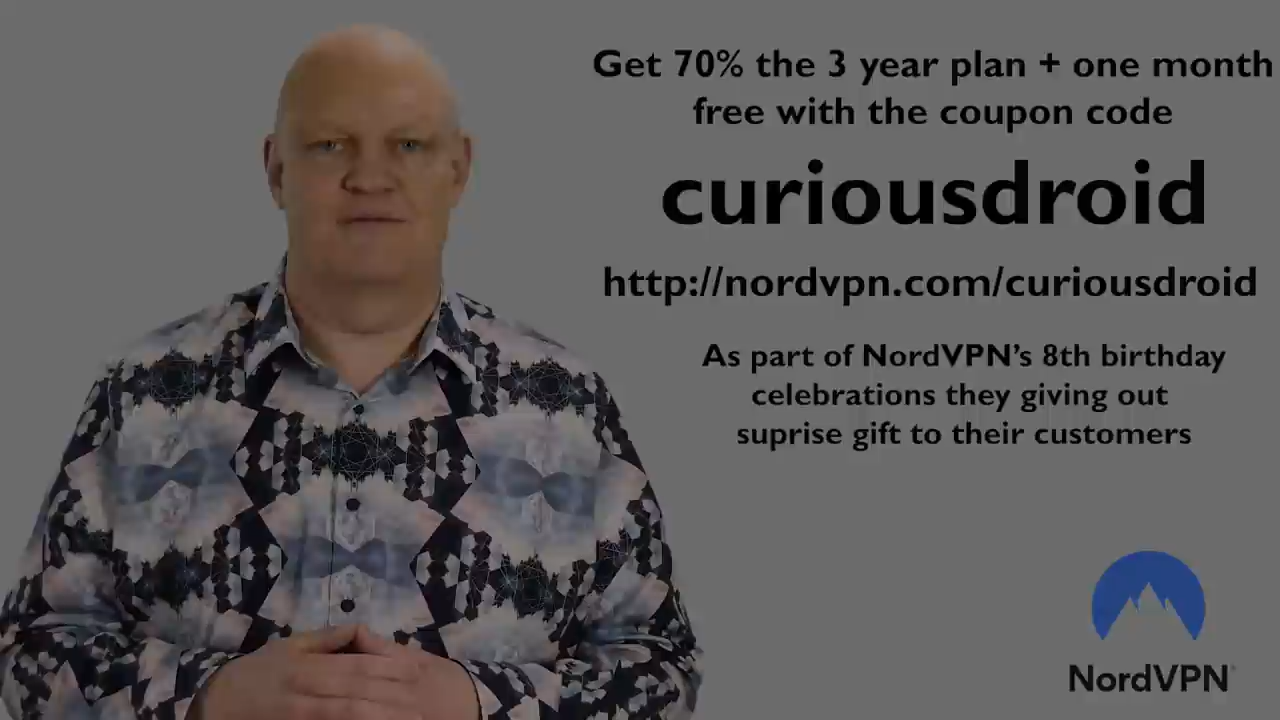 Get 70% the 3 year plan + one month
free with the coupon code
curiousdroid
http://nordvpn.com/curiousdroid
As part of NordVPN’s 8th birthday
celebrations they giving out
suprise gift to their customers
NordVPN®